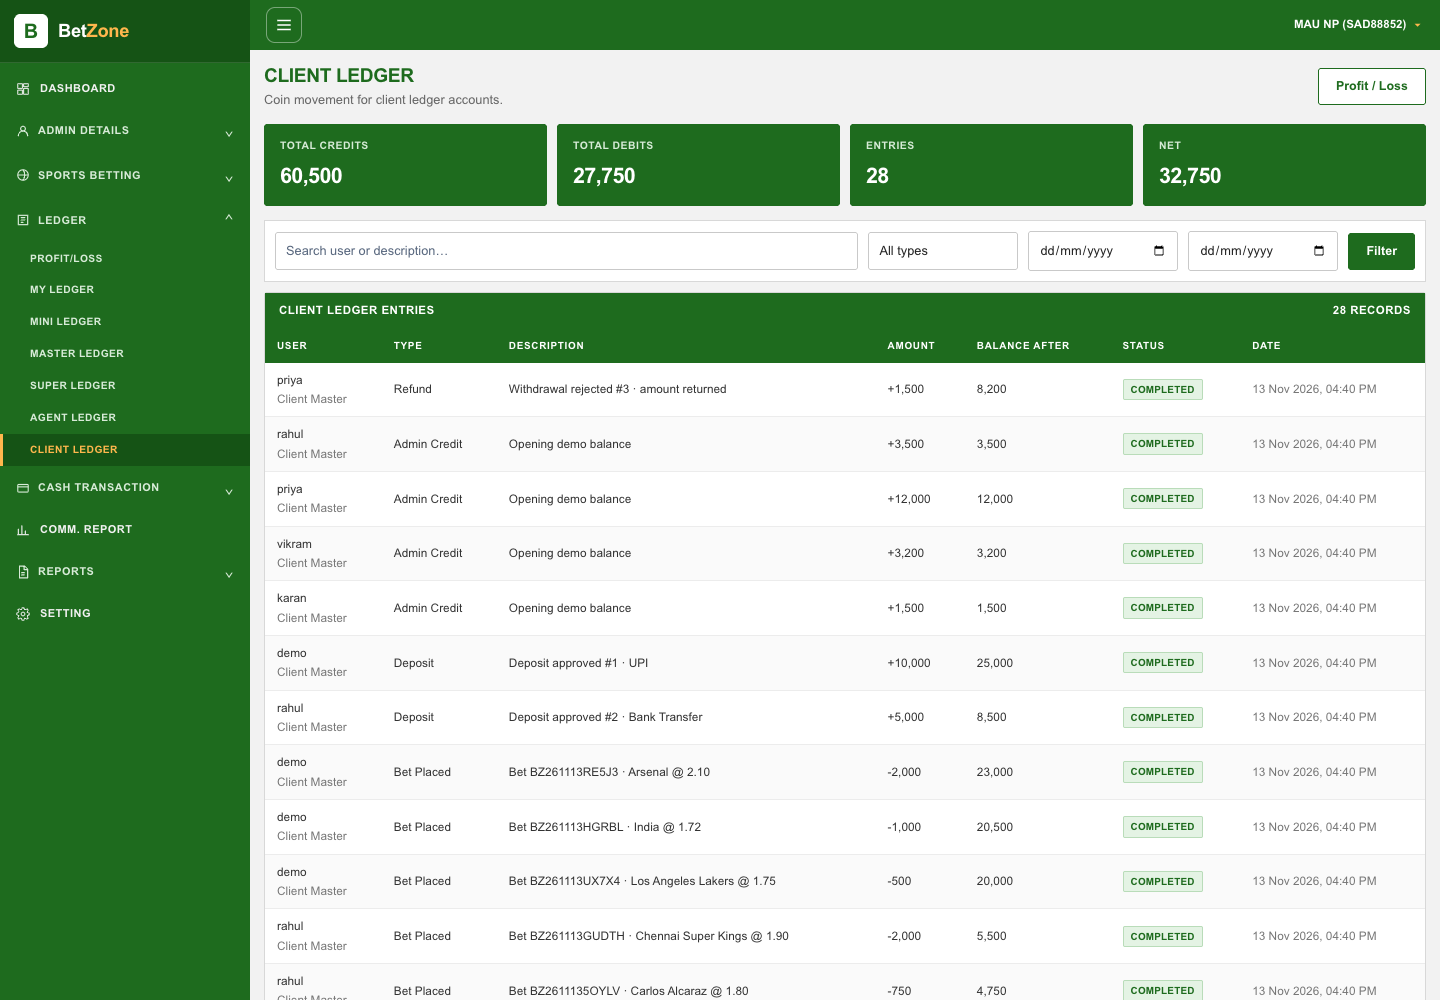 B BetZone
MAU NP (SAD88852)
DASHBOARD
ADMIN DETAILS
SPORTS BETTING
LEDGER
PROFIT/LOSS
MY LEDGER
MINI LEDGER
MASTER LEDGER
SUPER LEDGER
AGENT LEDGER
CLIENT LEDGER
CASH TRANSACTION
COMM. REPORT
REPORTS
SETTING
CLIENT LEDGER
Coin movement for client ledger accounts.
Profit / Loss
TOTAL CREDITS
60,500
TOTAL DEBITS
27,750
ENTRIES
28
NET
32,750
Search user or description… All types dd/mm/yyyy dd/mm/yyyy Filter
CLIENT LEDGER ENTRIES 28 RECORDS
USER TYPE DESCRIPTION AMOUNT BALANCE AFTER STATUS DATE
priya
Client Master Refund Withdrawal rejected #3 · amount returned +1,500 8,200 COMPLETED 13 Nov 2026, 04:40 PM
rahul
Client Master Admin Credit Opening demo balance +3,500 3,500 COMPLETED 13 Nov 2026, 04:40 PM
priya
Client Master Admin Credit Opening demo balance +12,000 12,000 COMPLETED 13 Nov 2026, 04:40 PM
vikram
Client Master Admin Credit Opening demo balance +3,200 3,200 COMPLETED 13 Nov 2026, 04:40 PM
karan
Client Master Admin Credit Opening demo balance +1,500 1,500 COMPLETED 13 Nov 2026, 04:40 PM
demo
Client Master Deposit Deposit approved #1 · UPI +10,000 25,000 COMPLETED 13 Nov 2026, 04:40 PM
rahul
Client Master Deposit Deposit approved #2 · Bank Transfer +5,000 8,500 COMPLETED 13 Nov 2026, 04:40 PM
demo
Client Master Bet Placed Bet BZ261113RE5J3 · Arsenal @ 2.10 -2,000 23,000 COMPLETED 13 Nov 2026, 04:40 PM
demo
Client Master Bet Placed Bet BZ261113HGRBL · India @ 1.72 -1,000 20,500 COMPLETED 13 Nov 2026, 04:40 PM
demo
Client Master Bet Placed Bet BZ261113UX7X4 · Los Angeles Lakers @ 1.75 -500 20,000 COMPLETED 13 Nov 2026, 04:40 PM
rahul
Client Master Bet Placed Bet BZ261113GUDTH · Chennai Super Kings @ 1.90 -2,000 5,500 COMPLETED 13 Nov 2026, 04:40 PM
rahul
Client Master Bet Placed Bet BZ2611135OYLV · Carlos Alcaraz @ 1.80 -750 4,750 COMPLETED 13 Nov 2026, 04:40 PM